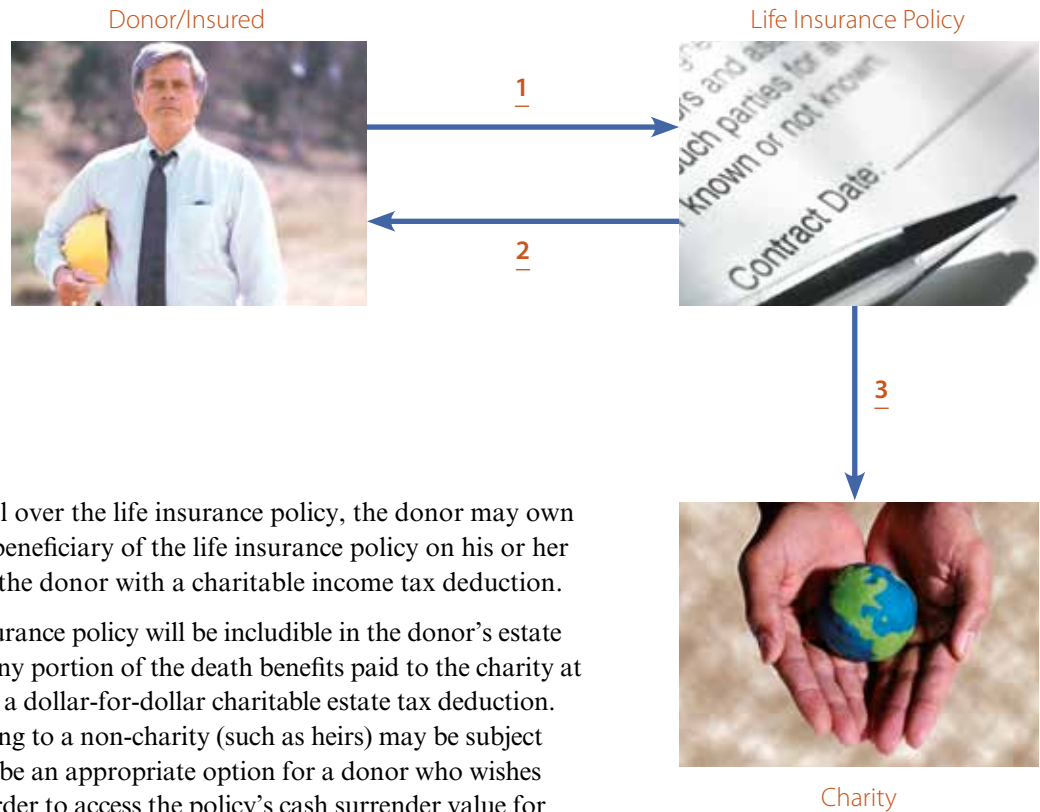 Donor/Insured
Life Insurance Policy
1
2
rs and as
such parties for a
known or not known
Contract Date:
3
l over the life insurance policy, the donor may own
beneficiary of the life insurance policy on his or her
the donor with a charitable income tax deduction.
urance policy will be includible in the donor's estate
ny portion of the death benefits paid to the charity at
a dollar-for-dollar charitable estate tax deduction.
ng to a non-charity (such as heirs) may be subject
be an appropriate option for a donor who wishes
rder to access the policy's cash surrender value for
Charity